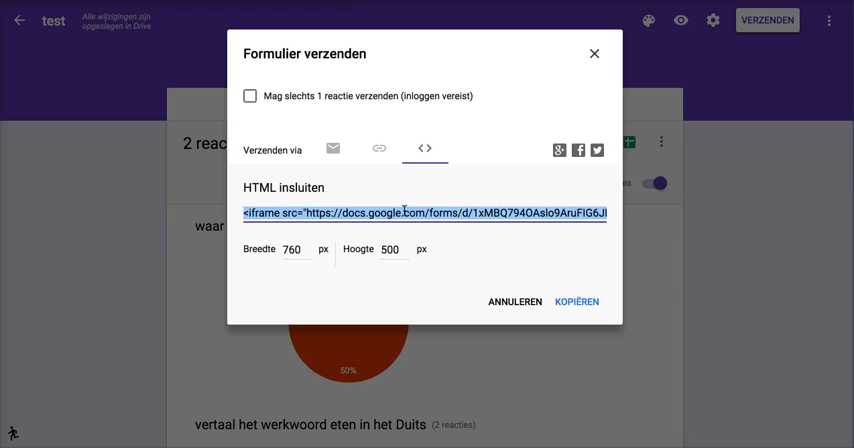 test
Alle wijzigingen zijn
opgeslagen in Drive
VERZENDEN
Formulier verzenden
Mag slechts 1 reactie verzenden (inloggen vereist)
Verzenden via
2 reac
es
HTML insluiten
<iframe src="https://docs.google.com/forms/d/1xMBQ794OAslo9AruFIG6J
waar
Breedte 760 px Hoogte 500 px
ANNULEREN KOPIËREN
50%
vertaal het werkwoord eten in het Duits (2 reacties)